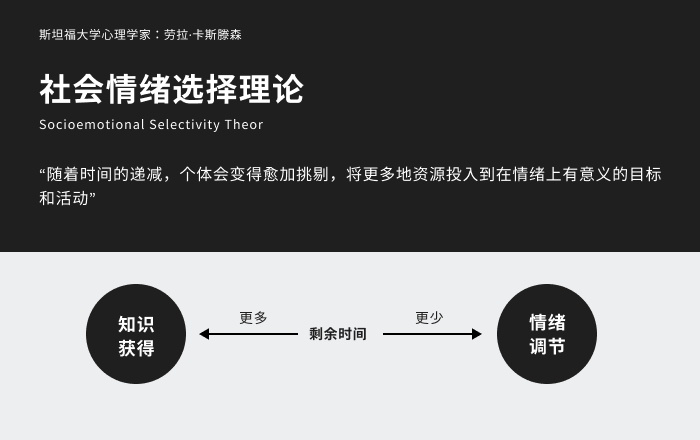 斯坦福大学心理学家：劳拉·卡斯滕森
社会情绪选择理论
Socioemotional Selectivity Theor
“随着时间的递减，个体会变得愈加挑剔，将更多地资源投入到在情绪上有意义的目标
和活动”
知识
获得
更多
剩余时间
更少
情绪
调节